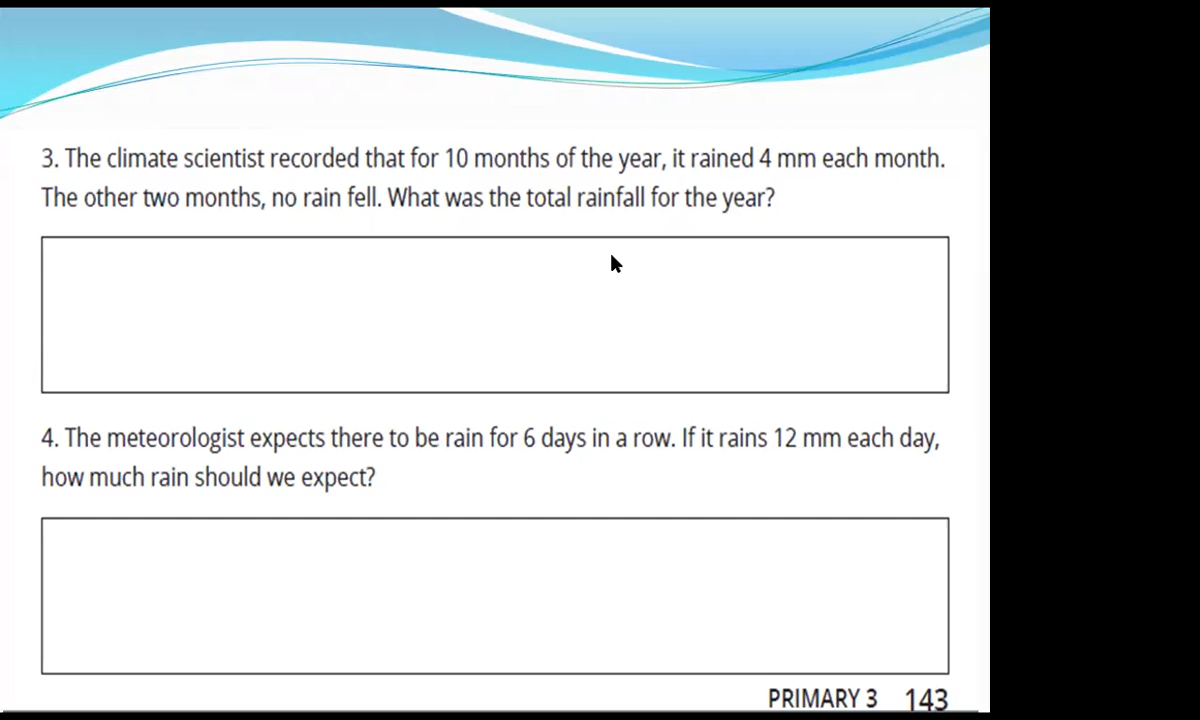 3. The climate scientist recorded that for 10 months of the year, it rained 4 mm each month.
The other two months, no rain fell. What was the total rainfall for the year?
4. The meteorologist expects there to be rain for 6 days in a row. If it rains 12 mm each day,
how much rain should we expect?
PRIMARY 3 143